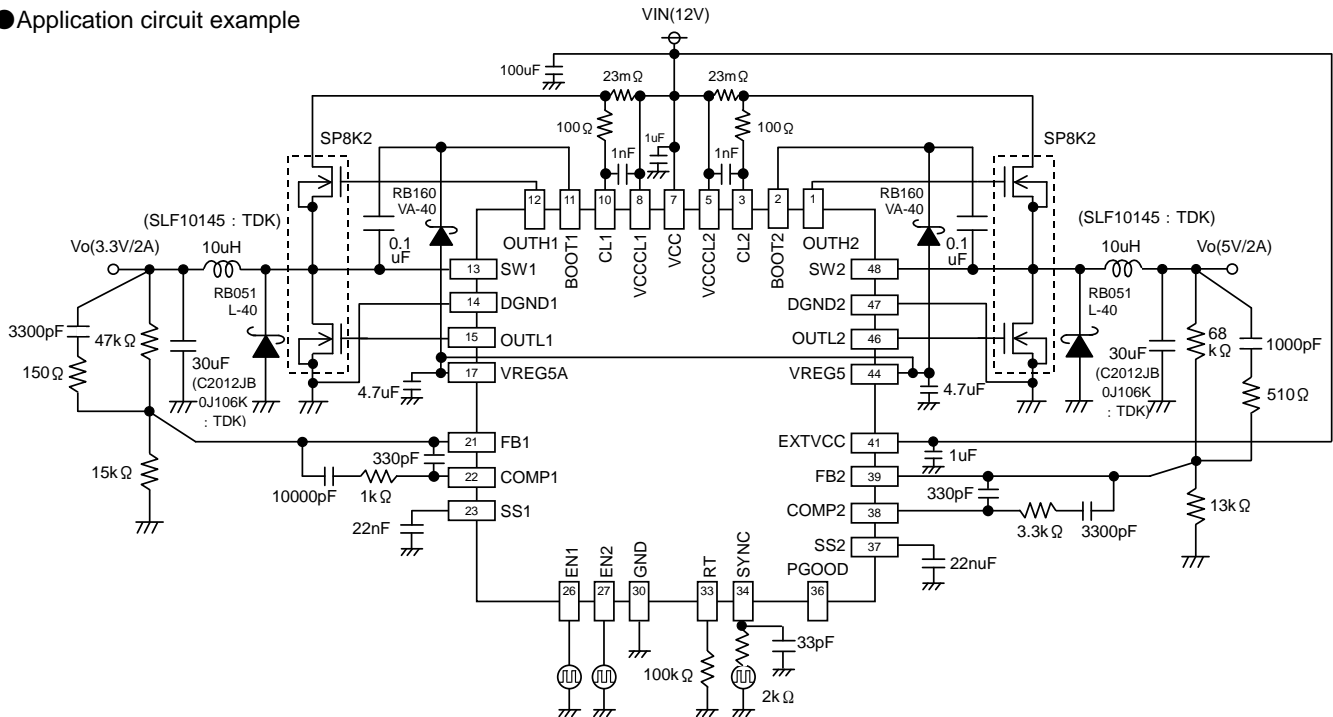 ●Application circuit example
VIN(12V)
100uF
23mΩ
23mΩ
100Ω
100Ω
1nF
1uF
1nF
SP8K2
SP8K2
RB160
VA-40
RB160
VA-40
12
11
10
8
7
5
3
2
1
OUTH1
BOOT1
CL1
VCCCL1
VCC
VCCCL2
CL2
BOOT2
OUTH2
(SLF10145 : TDK)
(SLF10145 : TDK)
Vo(3.3V/2A)
10uH
0.1
uF
0.1
uF
10uH
Vo(5V/2A)
13
SW1
SW2
48
RB051
L-40
RB051
L-40
14
DGND1
DGND2
47
3300pF
47kΩ
15
OUTL1
OUTL2
46
68
kΩ
1000pF
150Ω
30uF
(C2012JB
0J106K
: TDK)
4.7uF
17
VREG5A
VREG5
44
4.7uF
30uF
(C2012JB
0J106K
: TDK)
510Ω
21
FB1
EXTVCC
41
1uF
15kΩ
330pF
10000pF
1kΩ
22
COMP1
FB2
39
330pF
COMP2
38
3.3kΩ
3300pF
13kΩ
22nF
23
SS1
SS2
37
22nuF
EN1
EN2
GND
RT
SYNC
PGOOD
26
27
30
33
34
36
33pF
100kΩ
2kΩ